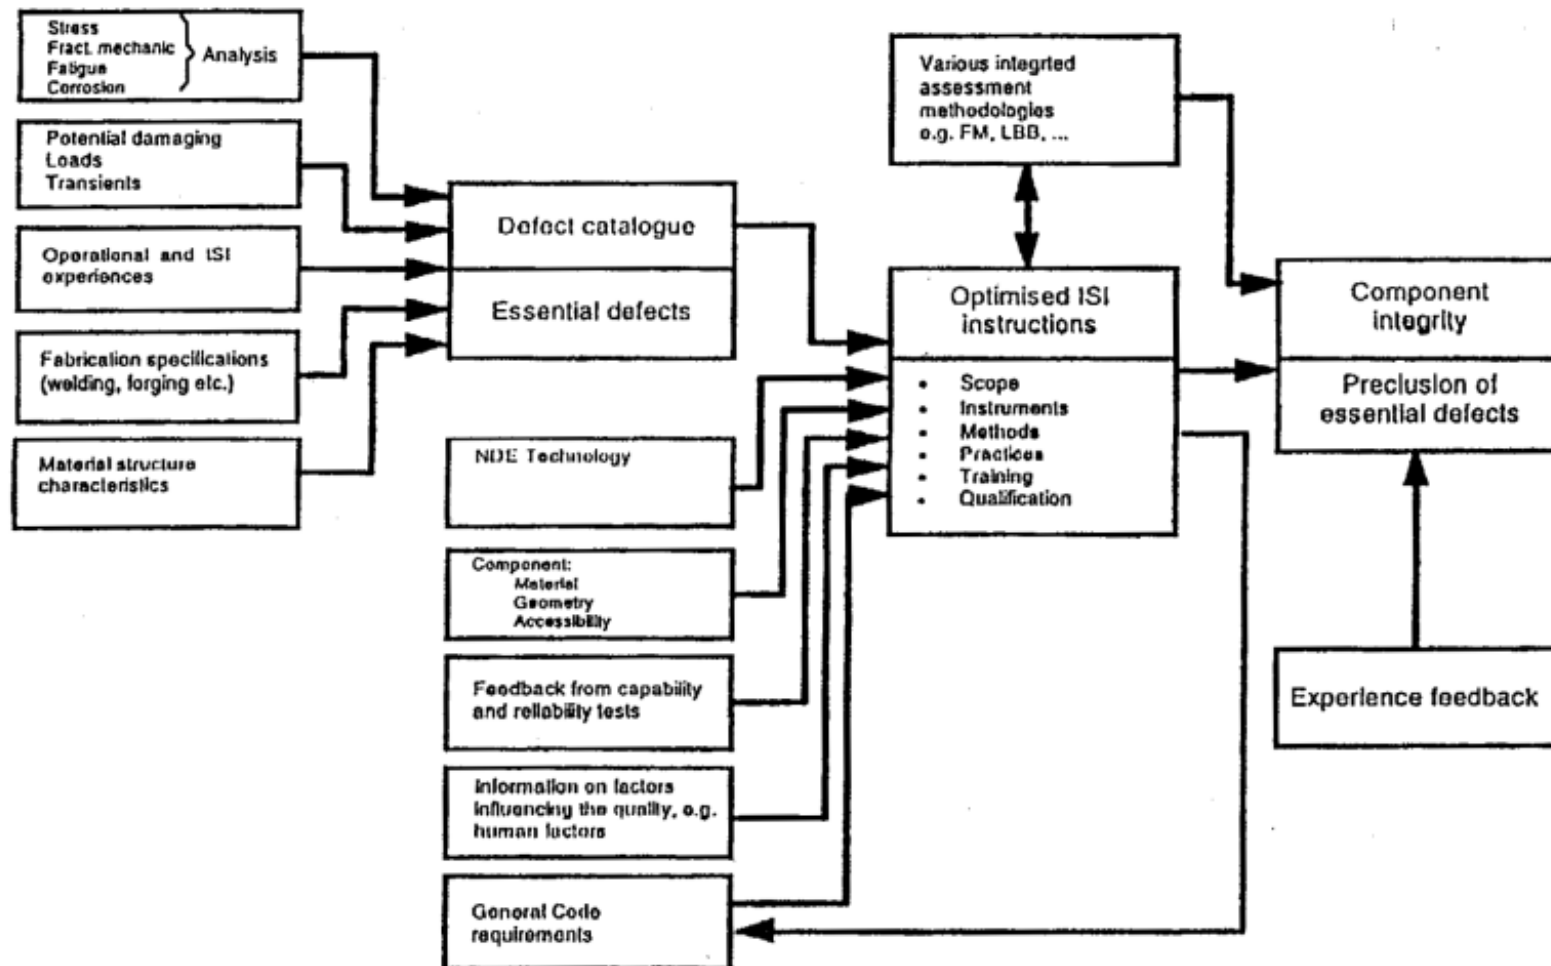 Stress
Fract. mechanic
Fatigue
Corrosion
Analysis
Potential damaging
Loads
Transients
Operational and ISI
experiences
Fabrication specifications
(welding, forging etc.)
Material structure
characteristics
Defect catalogue
Essential defects
NDE Technology
Component:
Material
Geometry
Accessibility
Feedback from capability
and reliability tests
Information on factors
influencing the quality, e.g.
human factors
General Code
requirements
Various integrted
assessment
methodologies
e.g. FM, LBB, ...
Optimised ISI
instructions
• Scope
• Instruments
• Methods
• Practices
• Training
• Qualification
Component
integrity
Preclusion of
essential defects
Experience feedback